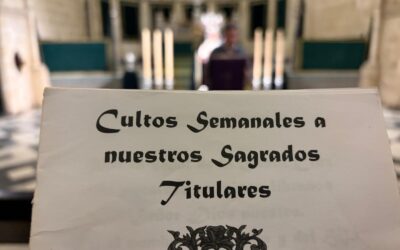 Cultos Semanales a
nuestros Sagrados
Titulares